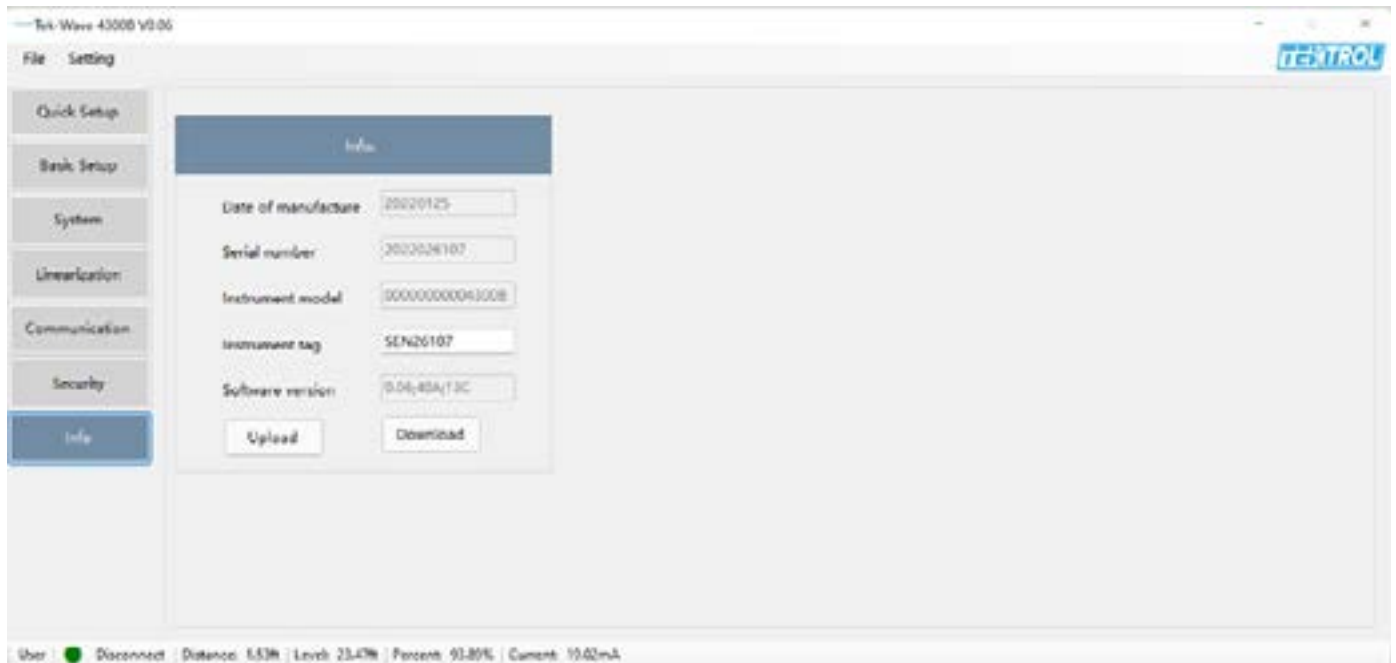 Tek-Wave 4300B V0.06
File Setting
TEKTROL
Quick Setup
Basic Setup
System
Linearization
Communication
Security
Info
Info
Date of manufacture 20220125
Serial number 2022026107
Instrument model 00000000004300B
Instrument tag SEN26107
Software version
Upload Download
User Disconnect Distance: Level: 23.47ft Percent: 93.89% Current: 19.02mA